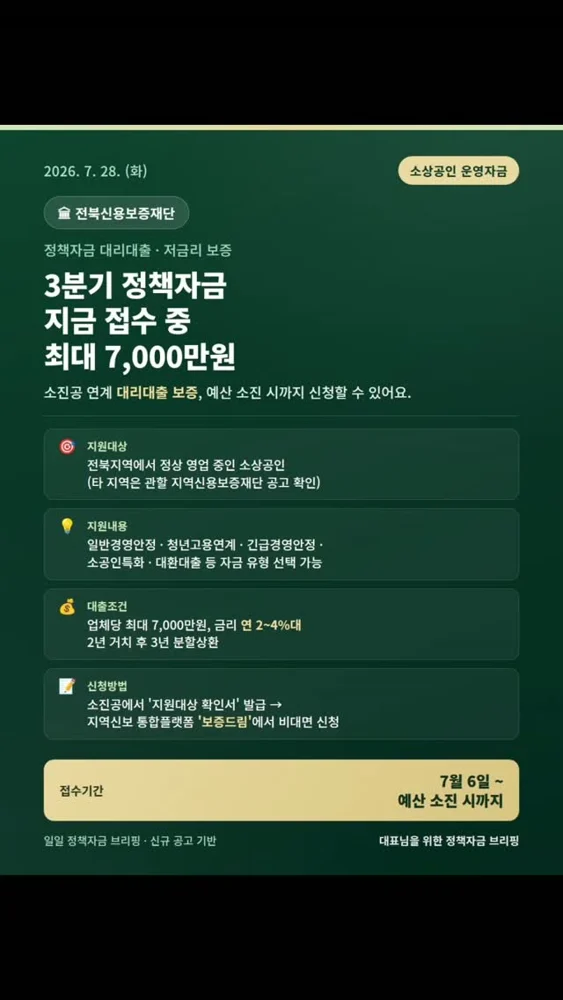 2026. 7. 28. (화)
소상공인 운영자금
전북신용보증재단
정책자금 대리대출 · 저금리 보증
3분기 정책자금
지금 접수 중
최대 7,000만원
소진공 연계 대리대출 보증, 예산 소진 시까지 신청할 수 있어요.
지원대상
전북지역에서 정상 영업 중인 소상공인
(타 지역은 관할 지역신용보증재단 공고 확인)
지원내용
일반경영안정 · 청년고용연계 · 긴급경영안정 ·
소공인특화 · 대환대출 등 자금 유형 선택 가능
대출조건
업체당 최대 7,000만원, 금리 연 2~4%대
2년 거치 후 3년 분할상환
신청방법
소진공에서 '지원대상 확인서' 발급 →
지역신보 통합플랫폼 '보증드림'에서 비대면 신청
접수기간
7월 6일 ~
예산 소진 시까지
일일 정책자금 브리핑 · 신규 공고 기반
대표님을 위한 정책자금 브리핑